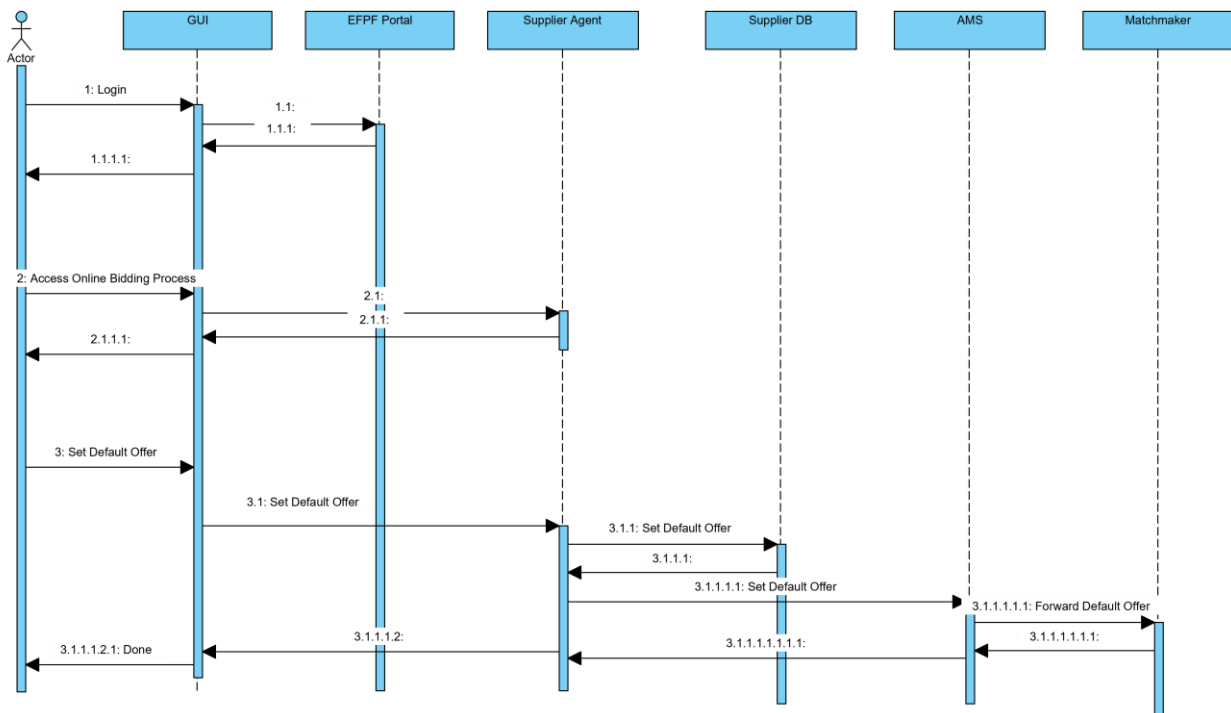 GUI
EFPF Portal
Supplier Agent
Supplier DB
AMS
Matchmaker
Actor
1: Login
1.1:
1.1.1:
1.1.1.1:
2: Access Online Bidding Process
2.1:
2.1.1:
2.1.1.1:
3: Set Default Offer
3.1: Set Default Offer
3.1.1: Set Default Offer
3.1.1.1:
3.1.1.1.1: Set Default Offer
3.1.1.1.1.1: Forward Default Offer
3.1.1.1.2:
3.1.1.1.1.1.1:
3.1.1.1.1.1.1.1:
3.1.1.1.2.1: Done